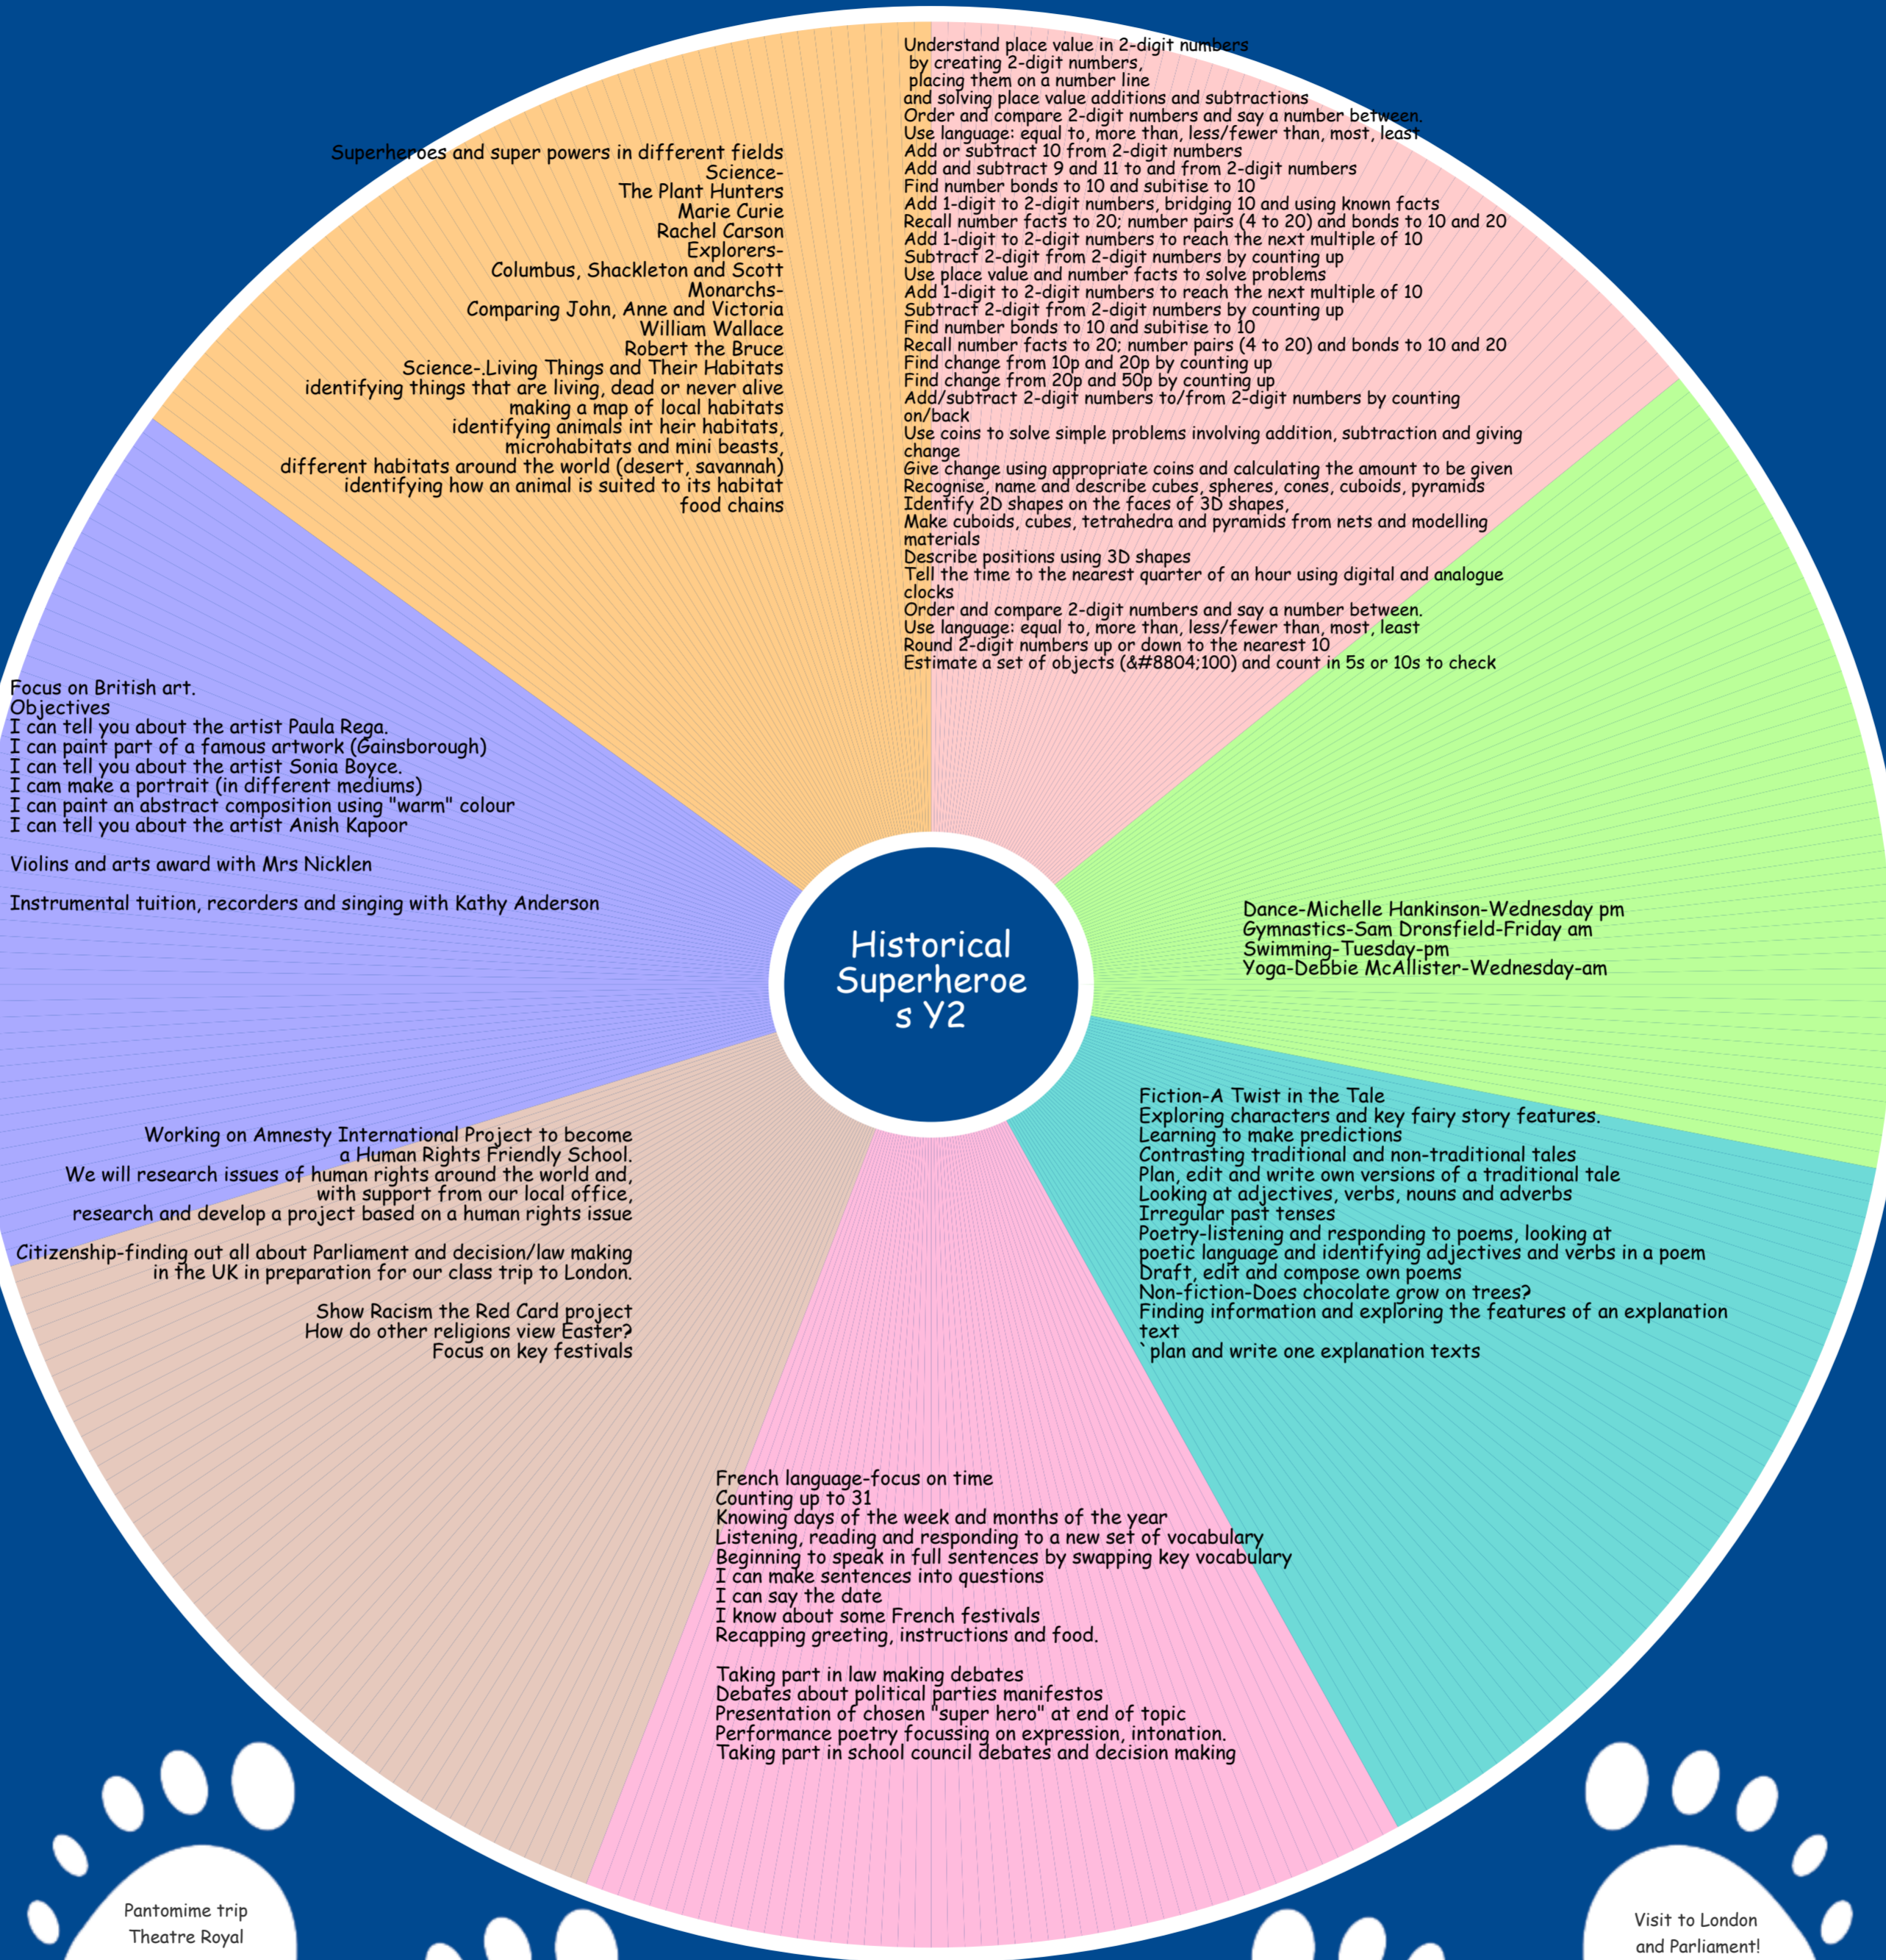 Understand place value in 2-digit numbers
by creating 2-digit numbers,
placing them on a number line
and solving place value additions and subtractions
Order and compare 2-digit numbers and say a number between.
Use language: equal to, more than, less/fewer than, most, least
Add or subtract 10 from 2-digit numbers
Add and subtract 9 and 11 to and from 2-digit numbers
Find number bonds to 10 and subitise to 10
Add 1-digit to 2-digit numbers, bridging 10 and using known facts
Recall number facts to 20; number pairs (4 to 20) and bonds to 10 and 20
Add 1-digit to 2-digit numbers to reach the next multiple of 10
Subtract 2-digit from 2-digit numbers by counting up
Use place value and number facts to solve problems
Add 1-digit to 2-digit numbers to reach the next multiple of 10
Subtract 2-digit from 2-digit numbers by counting up
Find number bonds to 10 and subitise to 10
Recall number facts to 20; number pairs (4 to 20) and bonds to 10 and 20
Find change from 10p and 20p by counting up
Find change from 20p and 50p by counting up
Add/subtract 2-digit numbers to/from 2-digit numbers by counting
on/back
Use coins to solve simple problems involving addition, subtraction and giving
change
Give change using appropriate coins and calculating the amount to be given
Recognise, name and describe cubes, spheres, cones, cuboids, pyramids
Identify 2D shapes on the faces of 3D shapes,
Make cuboids, cubes, tetrahedra and pyramids from nets and modelling
materials
Describe positions using 3D shapes
Tell the time to the nearest quarter of an hour using digital and analogue
clocks
Order and compare 2-digit numbers and say a number between.
Use language: equal to, more than, less/fewer than, most, least
Round 2-digit numbers up or down to the nearest 10
Estimate a set of objects (&#8804;100) and count in 5s or 10s to check
Superheroes and super powers in different fields
Science-
The Plant Hunters
Marie Curie
Rachel Carson
Explorers-
Columbus, Shackleton and Scott
Monarchs-
Comparing John, Anne and Victoria
William Wallace
Robert the Bruce
Science-.Living Things and Their Habitats
identifying things that are living, dead or never alive
making a map of local habitats
identifying animals int heir habitats,
microhabitats and mini beasts,
different habitats around the world (desert, savannah)
identifying how an animal is suited to its habitat
food chains
Focus on British art.
Objectives
I can tell you about the artist Paula Rega.
I can paint part of a famous artwork (Gainsborough)
I can tell you about the artist Sonia Boyce.
I cam make a portrait (in different mediums)
I can paint an abstract composition using "warm" colour
I can tell you about the artist Anish Kapoor
Violins and arts award with Mrs Nicklen
Instrumental tuition, recorders and singing with Kathy Anderson
Historical
Superheroe
s Y2
Dance-Michelle Hankinson-Wednesday pm
Gymnastics-Sam Dronsfield-Friday am
Swimming-Tuesday-pm
Yoga-Debbie McAllister-Wednesday-am
Working on Amnesty International Project to become
a Human Rights Friendly School.
We will research issues of human rights around the world and,
with support from our local office,
research and develop a project based on a human rights issue
Citizenship-finding out all about Parliament and decision/law making
in the UK in preparation for our class trip to London.
Show Racism the Red Card project
How do other religions view Easter?
Focus on key festivals
Fiction-A Twist in the Tale
Exploring characters and key fairy story features.
Learning to make predictions
Contrasting traditional and non-traditional tales
Plan, edit and write own versions of a traditional tale
Looking at adjectives, verbs, nouns and adverbs
Irregular past tenses
Poetry-listening and responding to poems, looking at
poetic language and identifying adjectives and verbs in a poem
Draft, edit and compose own poems
Non-fiction-Does chocolate grow on trees?
Finding information and exploring the features of an explanation
text
`plan and write one explanation texts
French language-focus on time
Counting up to 31
Knowing days of the week and months of the year
Listening, reading and responding to a new set of vocabulary
Beginning to speak in full sentences by swapping key vocabulary
I can make sentences into questions
I can say the date
I know about some French festivals
Recapping greeting, instructions and food.
Taking part in law making debates
Debates about political parties manifestos
Presentation of chosen "super hero" at end of topic
Performance poetry focussing on expression, intonation.
Taking part in school council debates and decision making
Pantomime trip
Theatre Royal
Visit to London
and Parliament!